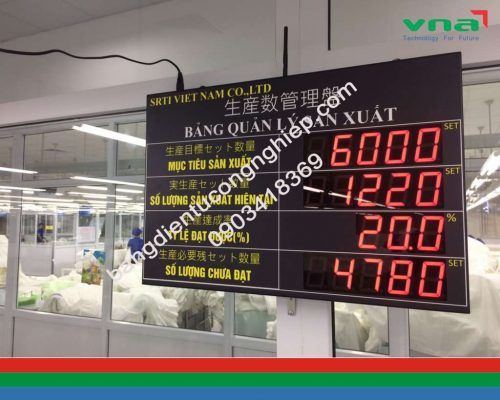 vna
Technology For Future
SRTI VIET NAM CO.,LTD
生産数管理盤
BẢNG QUẢN LÝ SẢN XUẤT
生産目標セット数量
MỤC TIÊU SẢN XUẤT
6000 SET
実生産セット数量
SỐ LƯỢNG SẢN XUẤT HIỆN TẠI
1220 SET
生産達成率
TỶ LỆ ĐẠT ĐƯỢC(%)
20.0 %
生産必要残セット数量
SỐ LƯỢNG CHƯA ĐẠT
4780 SET
bangdientucongnghiep.com
0903418369